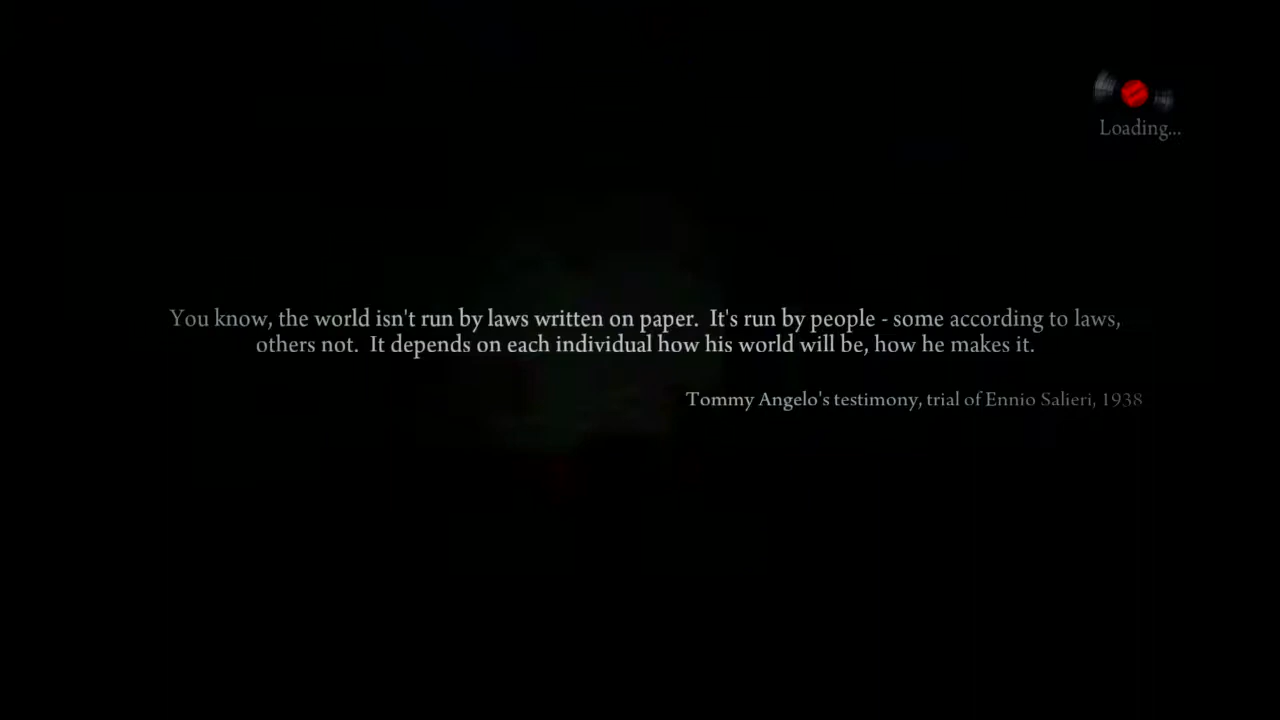 Loading...
You know, the world isn't run by laws written on paper.  It's run by people - some according to laws,
others not.  It depends on each individual how his world will be, how he makes it.
Tommy Angelo's testimony, trial of Ennio Salieri, 1938